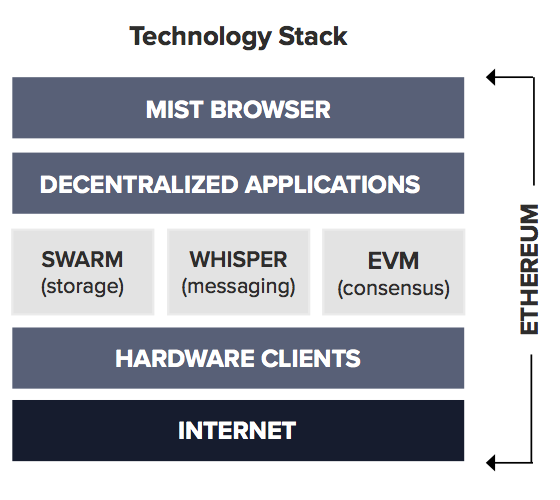 Technology Stack
MIST BROWSER
DECENTRALIZED APPLICATIONS
SWARM
(storage)
WHISPER
(messaging)
EVM
(consensus)
HARDWARE CLIENTS
INTERNET
ETHEREUM